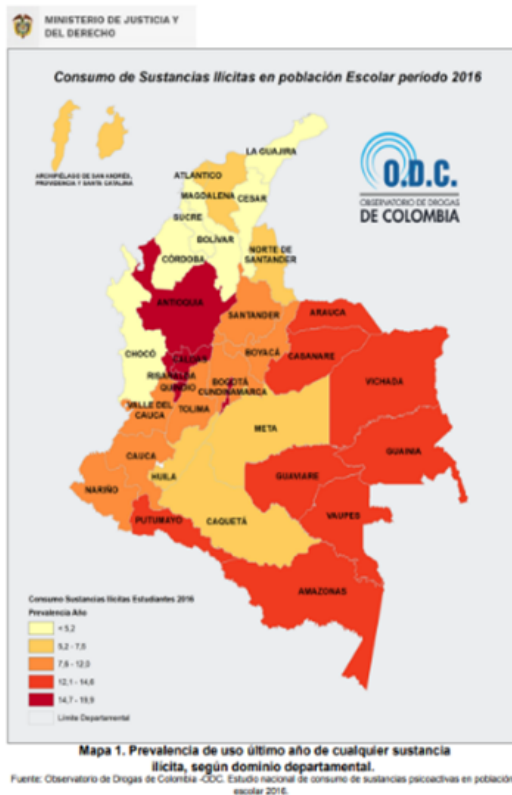 MINISTERIO DE JUSTICIA Y
DEL DERECHO
Consumo de Sustancias Ilícitas en población Escolar período 2016
LA GUAJIRA
ATLANTICO
MAGDALENA
CESAR
ARCHIPIÉLAGO DE SAN ANDRÉS,
PROVIDENCIA Y SANTA CATALINA
O.D.C.
OBSERVATORIO DE DROGAS
DE COLOMBIA
SUCRE
BOLÍVAR
NORTE DE
SANTANDER
CÓRDOBA
ANTIOQUIA
SANTANDER
ARAUCA
CHOCÓ
BOYACÁ
CASANARE
CALDAS
RISARALDA
QUINDIO
BOGOTÁ
CUNDINAMARCA
VICHADA
VALLE DEL
CAUCA
TOLIMA
META
CAUCA
GUAINIA
HUILA
GUAVIARE
NARIÑO
VAUPES
PUTUMAYO
CAQUETÁ
AMAZONAS
Consumo Sustancias Ilícitas Estudiantes 2016
Prevalencia Año
< 5,2
5,2 - 7,5
7,6 - 12,0
12,1 - 14,6
14,7 - 19,9
Límite Departamental
Mapa 1. Prevalencia de uso último año de cualquier sustancia
ilícita, según dominio departamental.
Fuente: Observatorio de Drogas de Colombia -ODC. Estudio nacional de consumo de sustancias psicoactivas en población
escolar 2016.